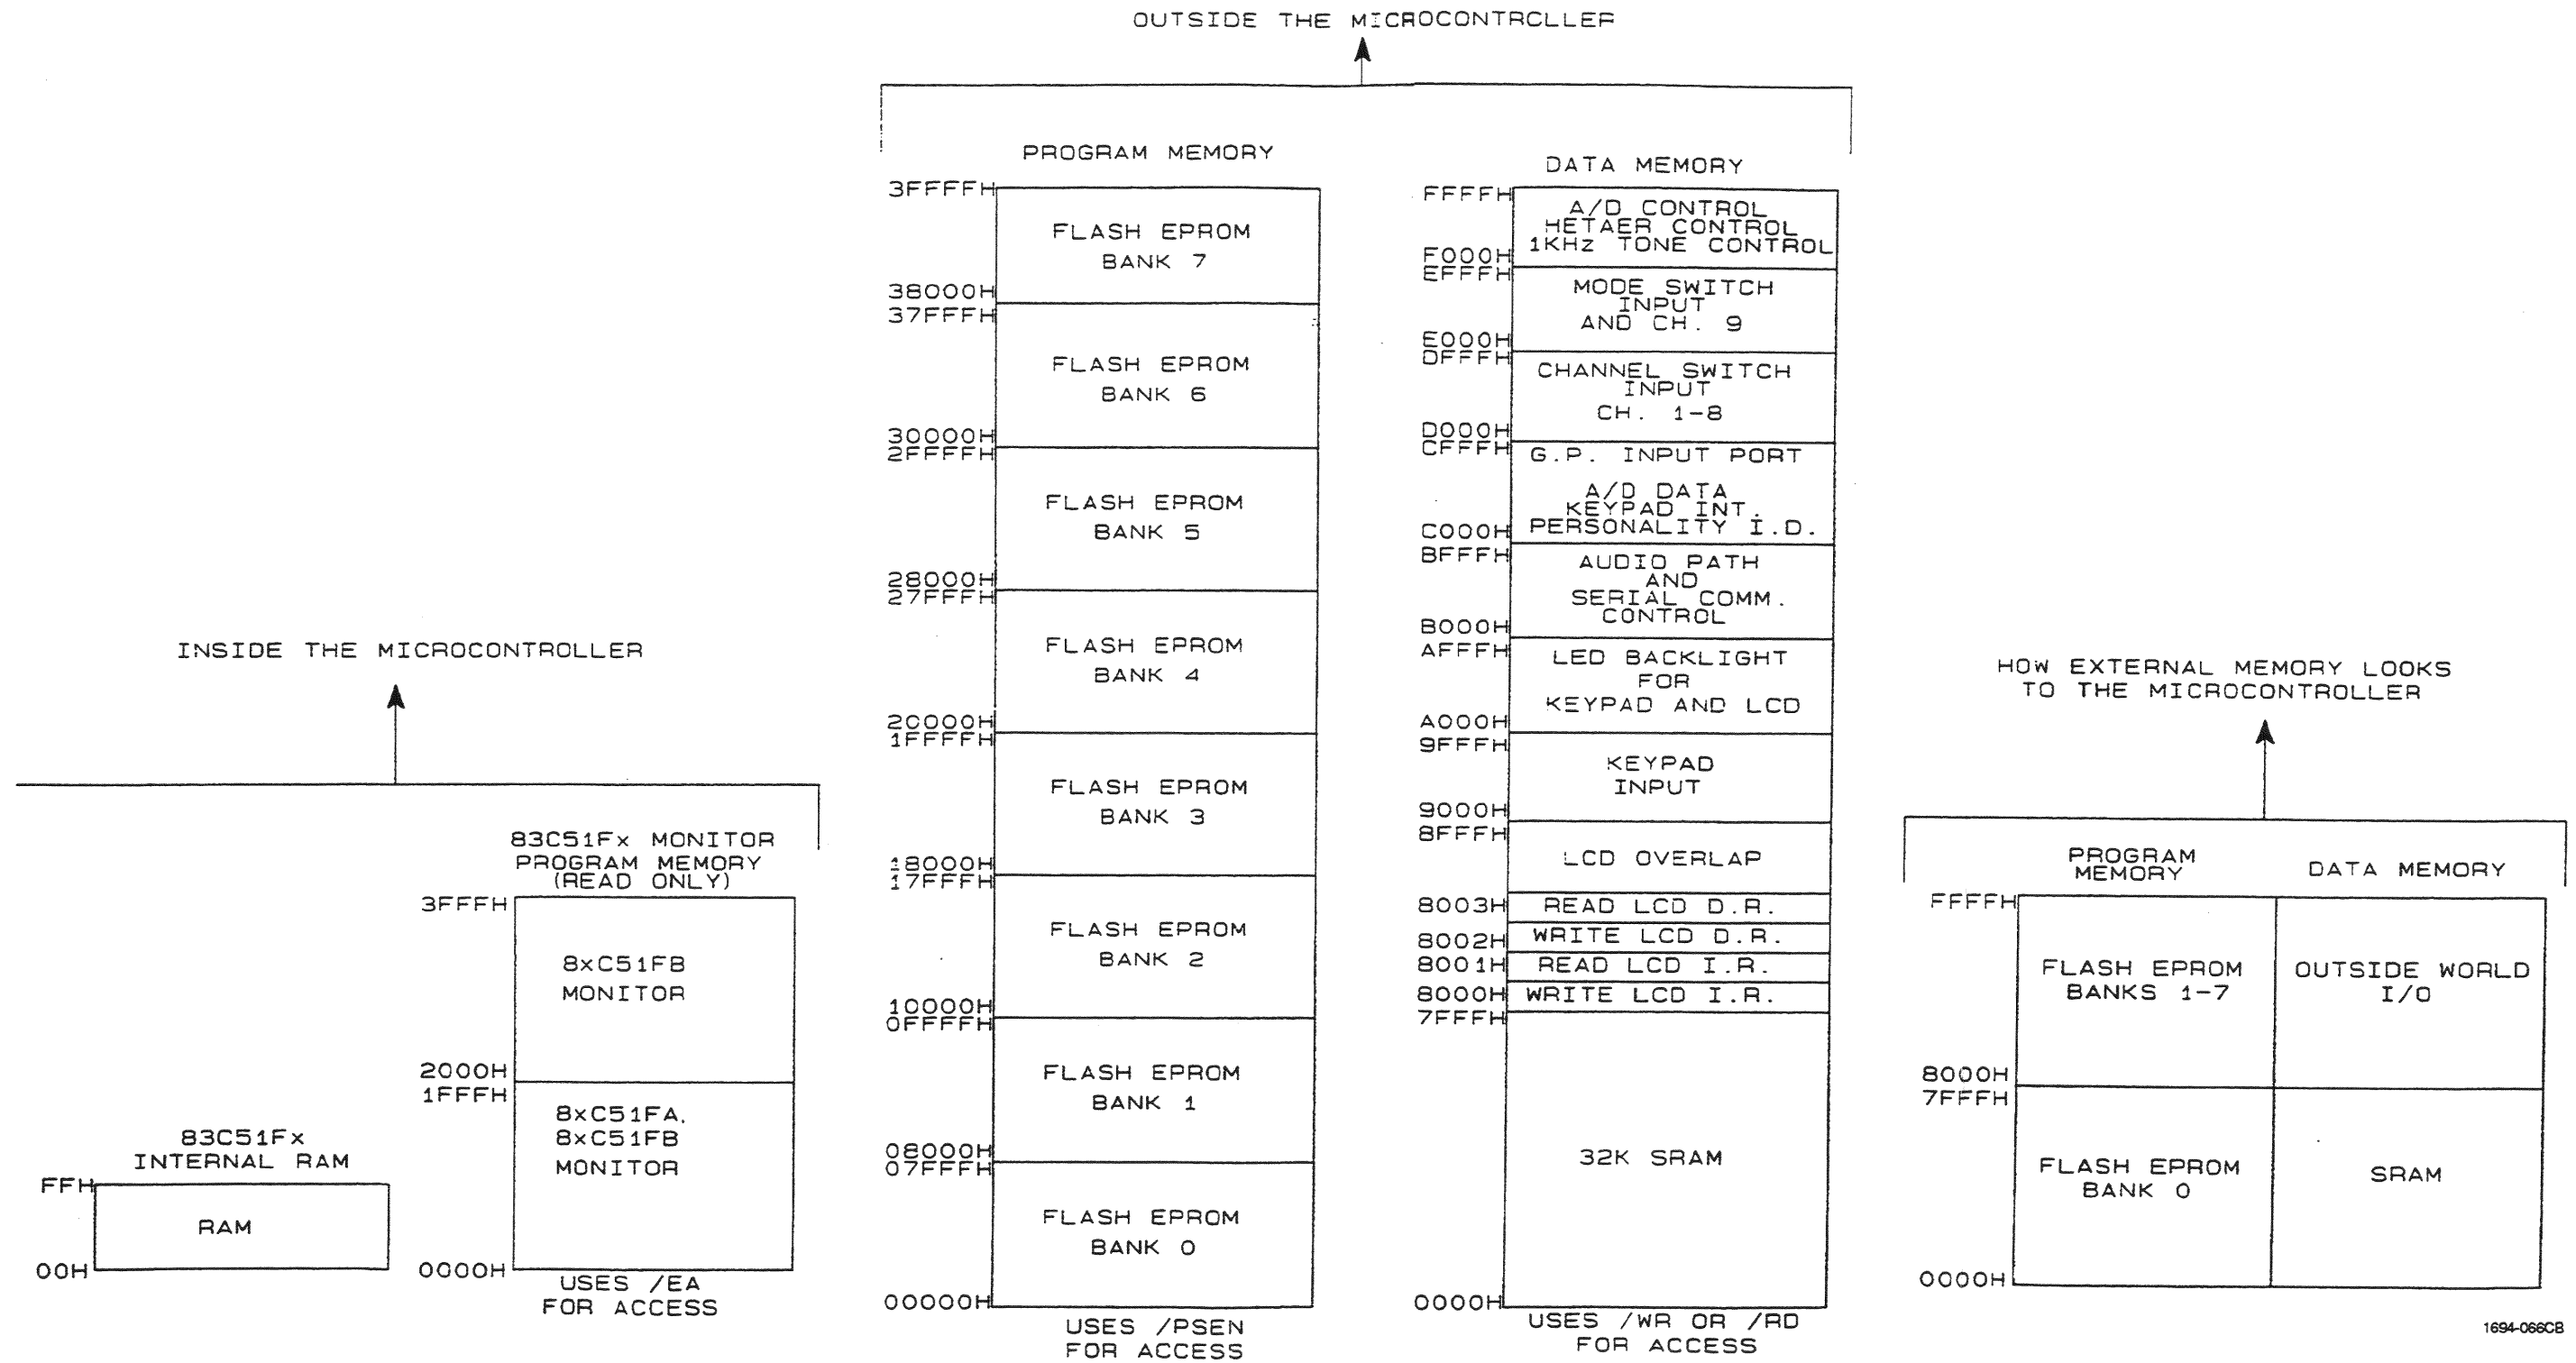 OUTSIDE THE MICROCONTRCLLEF
PROGRAM MEMORY
3FFFFH
FLASH EPROM
BANK 7
38000H
37FFFH
FLASH EPROM
BANK 6
30000H
2FFFFH
FLASH EPROM
BANK 5
28000H
27FFFH
FLASH EPROM
BANK 4
20000H
1FFFFH
FLASH EPROM
BANK 3
18000H
17FFFH
FLASH EPROM
BANK 2
10000H
0FFFFH
FLASH EPROM
BANK 1
08000H
07FFFH
FLASH EPROM
BANK 0
00000H
USES /PSEN
FOR ACCESS
DATA MEMORY
FFFFH
A/D CONTROL
HETAER CONTROL
1KHz TONE CONTROL
F000H
EFFFH
MODE SWITCH
INPUT
AND CH. 9
E000H
DFFFH
CHANNEL SWITCH
INPUT
CH. 1-8
D000H
CFFFH
G.P. INPUT PORT
A/D DATA
KEYPAD INT.
PERSONALITY I.D.
C000H
BFFFH
AUDIO PATH
AND
SERIAL COMM.
CONTROL
B000H
AFFFH
LED BACKLIGHT
FOR
KEYPAD AND LCD
A000H
9FFFH
KEYPAD
INPUT
9000H
8FFFH
LCD OVERLAP
8003H READ LCD D.R.
8002H WRITE LCD D.R.
8001H READ LCD I.R.
8000H WRITE LCD I.R.
7FFFH
32K SRAM
0000H
USES /WR OR /RD
FOR ACCESS
INSIDE THE MICROCONTROLLER
83C51Fx
INTERNAL RAM
FFH
RAM
00H
83C51Fx MONITOR
PROGRAM MEMORY
(READ ONLY)
3FFFH
8xC51FB
MONITOR
2000H
1FFFH
8xC51FA,
8xC51FB
MONITOR
0000H
USES /EA
FOR ACCESS
HOW EXTERNAL MEMORY LOOKS
TO THE MICROCONTROLLER
PROGRAM
MEMORY
DATA MEMORY
FFFFH
FLASH EPROM
BANKS 1-7
OUTSIDE WORLD
I/O
8000H
7FFFH
FLASH EPROM
BANK 0
SRAM
0000H
1694-066CB